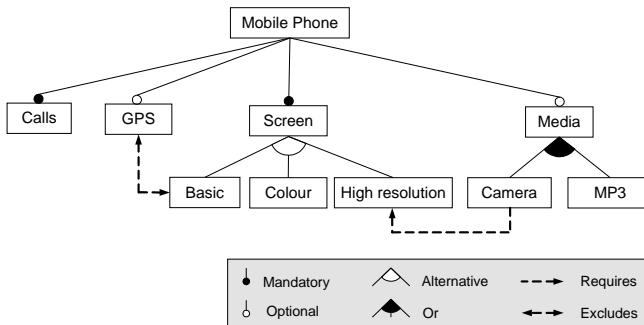 Mobile Phone
Calls
GPS
Screen
Media
Basic
Colour
High resolution
Camera
MP3
Mandatory
Alternative
Requires
Optional
Or
Excludes